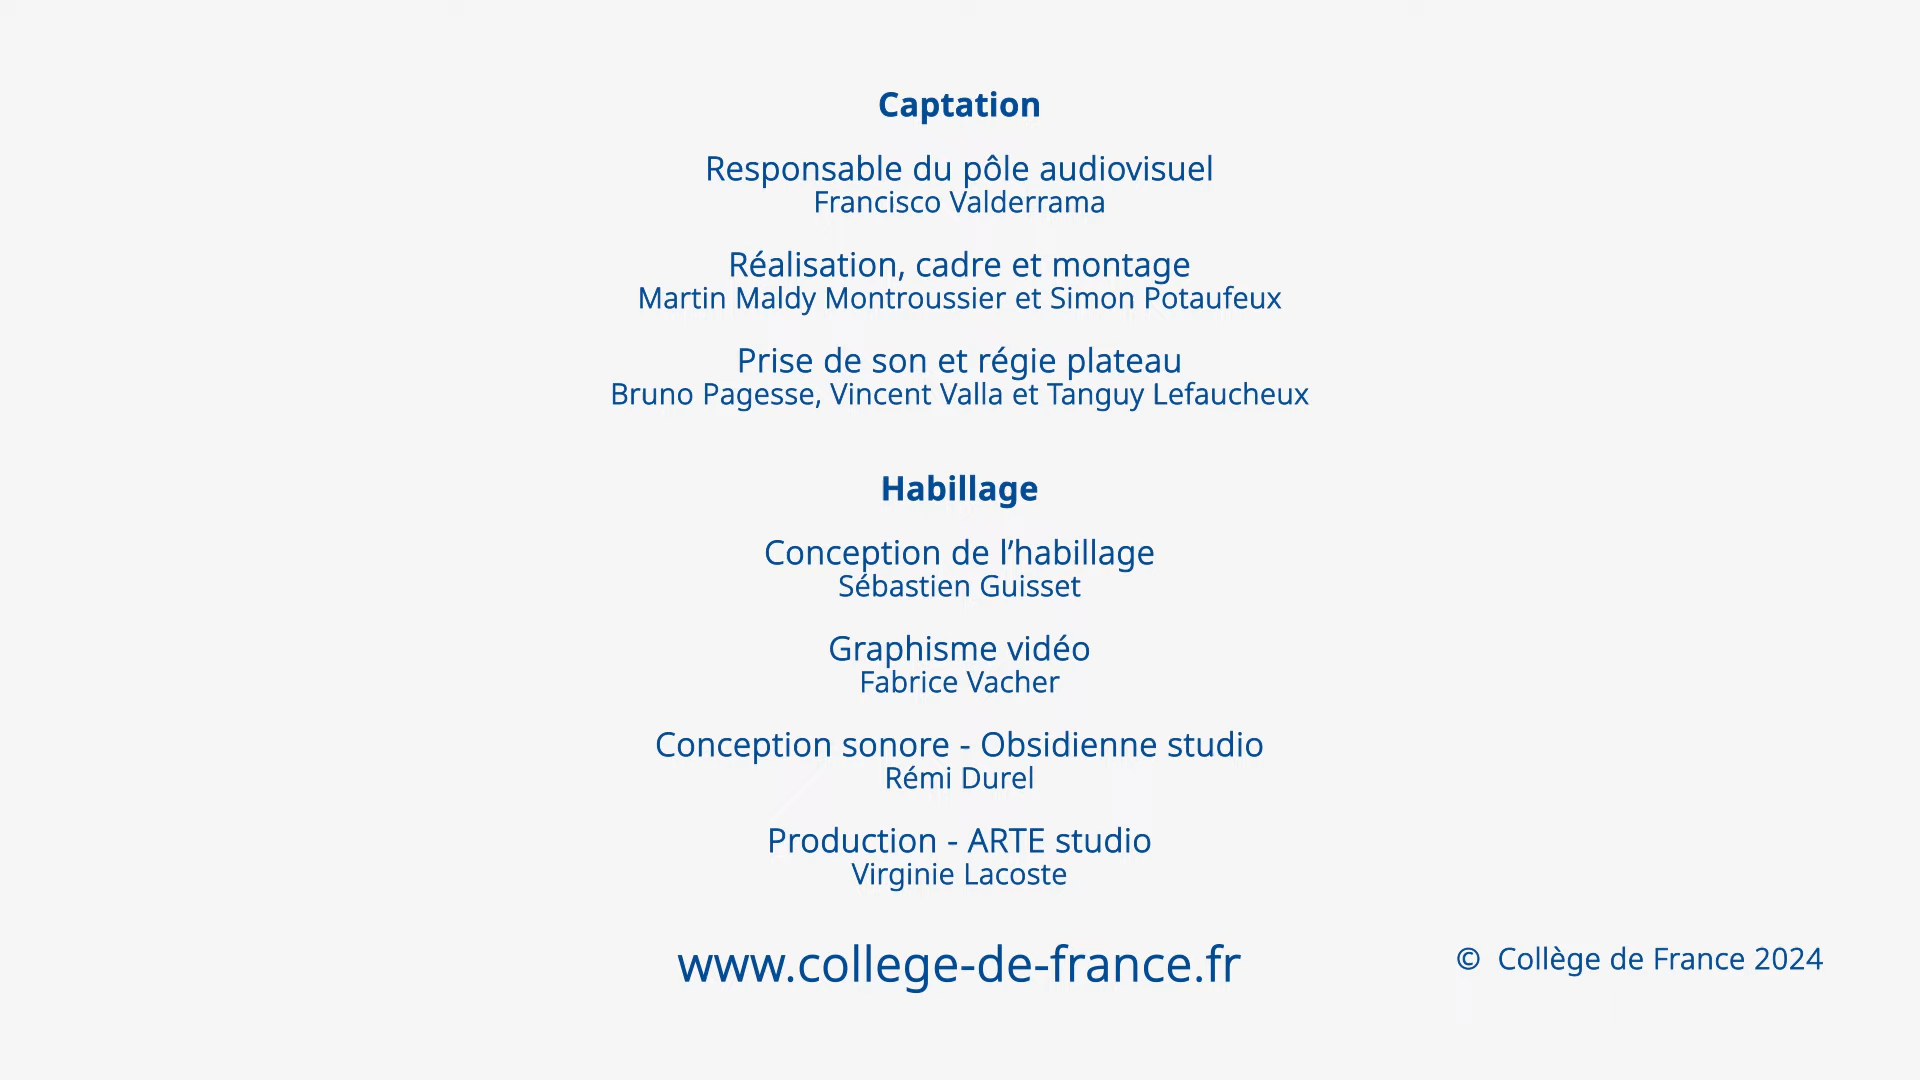 Captation
Responsable du pôle audiovisuel
Francisco Valderrama
Réalisation, cadre et montage
Martin Maldy Montroussier et Simon Potaufeux
Prise de son et régie plateau
Bruno Pagesse, Vincent Valla et Tanguy Lefaucheux
Habillage
Conception de l’habillage
Sébastien Guisset
Graphisme vidéo
Fabrice Vacher
Conception sonore - Obsidienne studio
Rémi Durel
Production - ARTE studio
Virginie Lacoste
www.college-de-france.fr
© Collège de France 2024